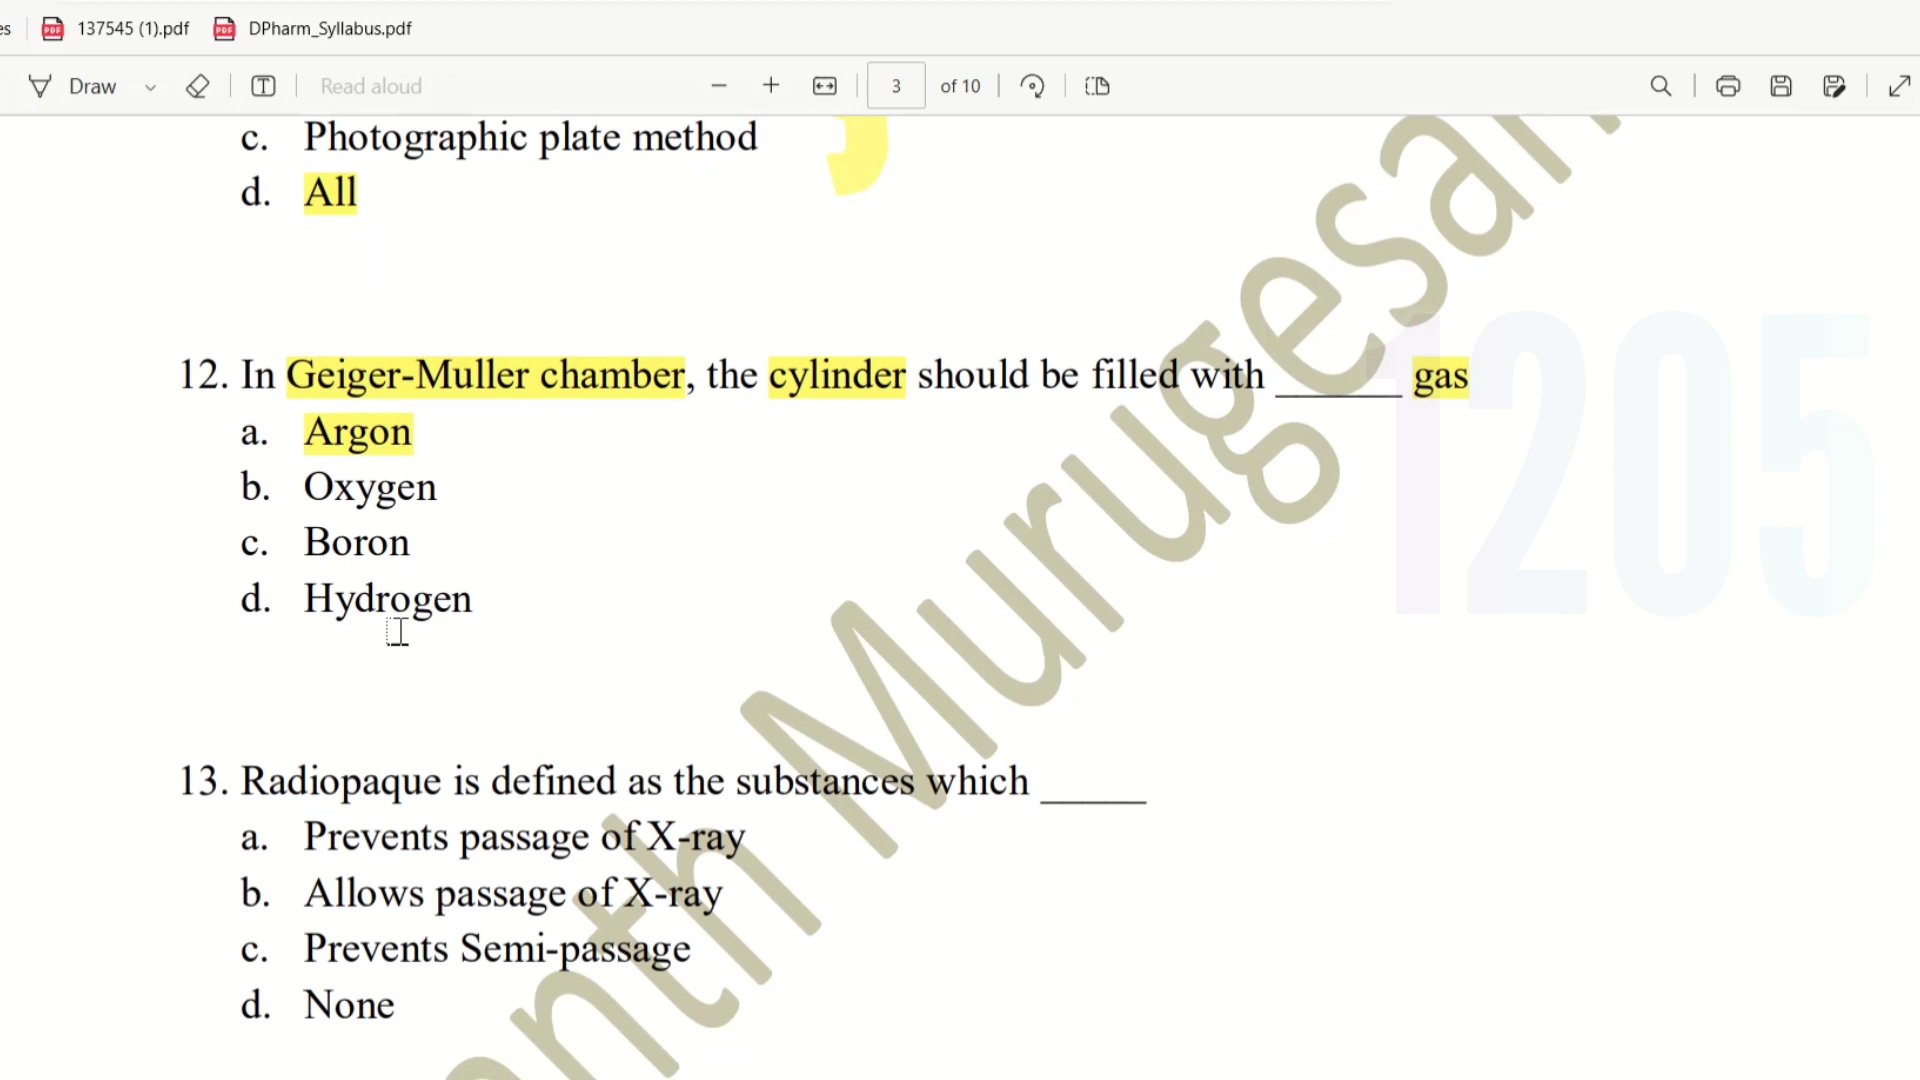 es 137545 (1).pdf DPharm_Syllabus.pdf
Draw Read aloud 3 of 10
c. Photographic plate method
d. All
12. In Geiger-Muller chamber, the cylinder should be filled with ______ gas
a. Argon
b. Oxygen
c. Boron
d. Hydrogen
13. Radiopaque is defined as the substances which _____
a. Prevents passage of X-ray
b. Allows passage of X-ray
c. Prevents Semi-passage
d. None
nth Murugesan
1205